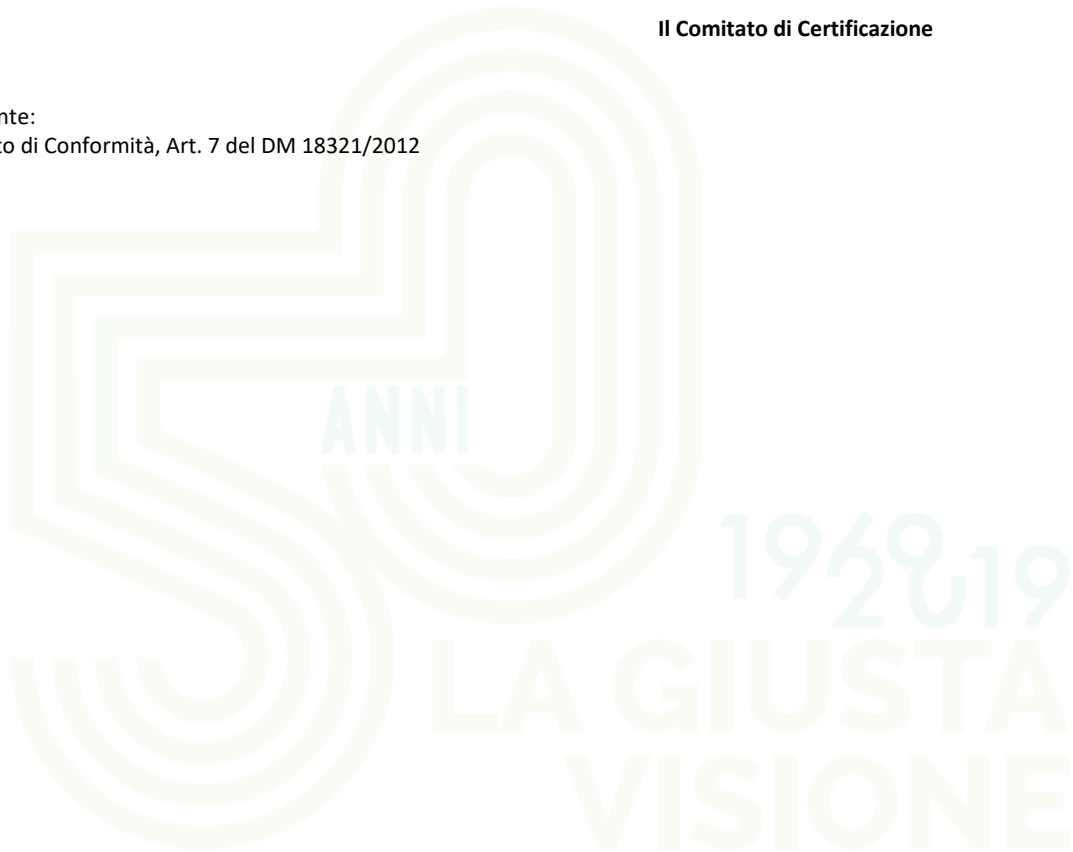 Il Comitato di Certificazione
nte:
to di Conformità, Art. 7 del DM 18321/2012
50
ANNI
1969
2019
LA GIUSTA
VISIONE